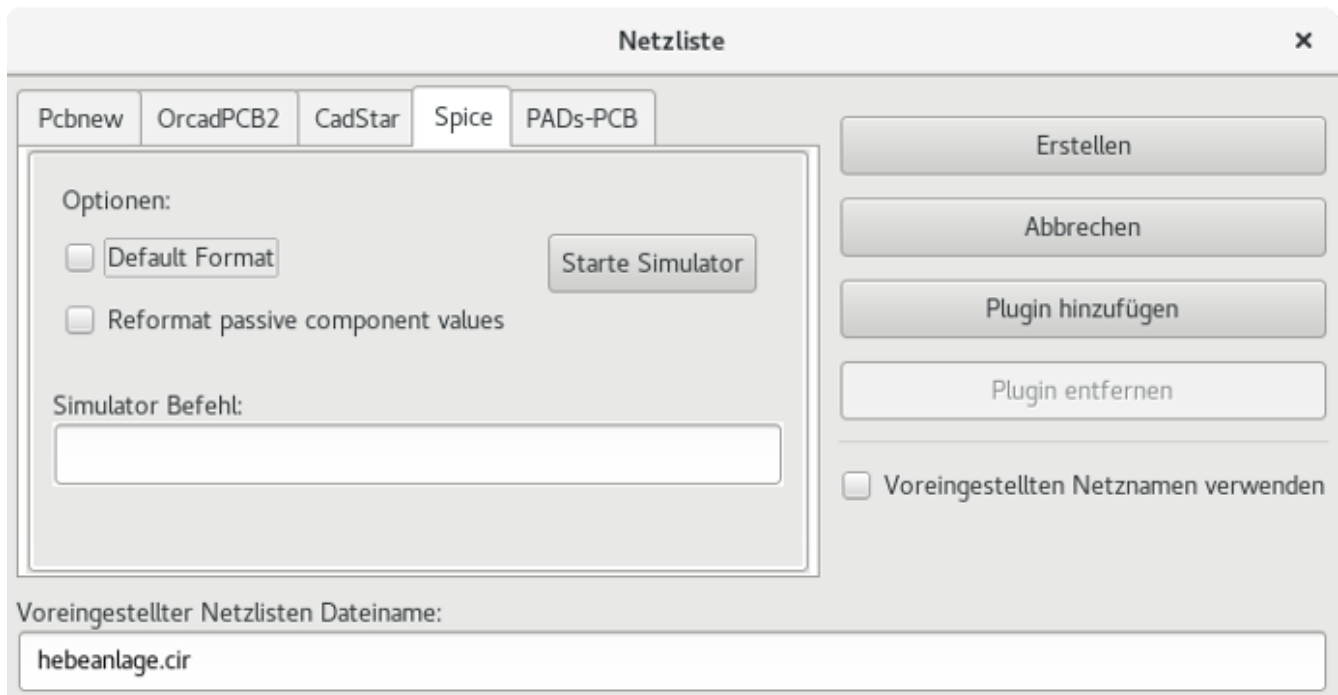 Netzliste
Pcbnew OrcadPCB2 CadStar Spice PADs-PCB
Optionen:
Default Format
Starte Simulator
Reformat passive component values
Simulator Befehl:
Erstellen
Abbrechen
Plugin hinzufügen
Plugin entfernen
Voreingestellten Netznamen verwenden
Voreingestellter Netzlisten Dateiname:
hebeanlage.cir